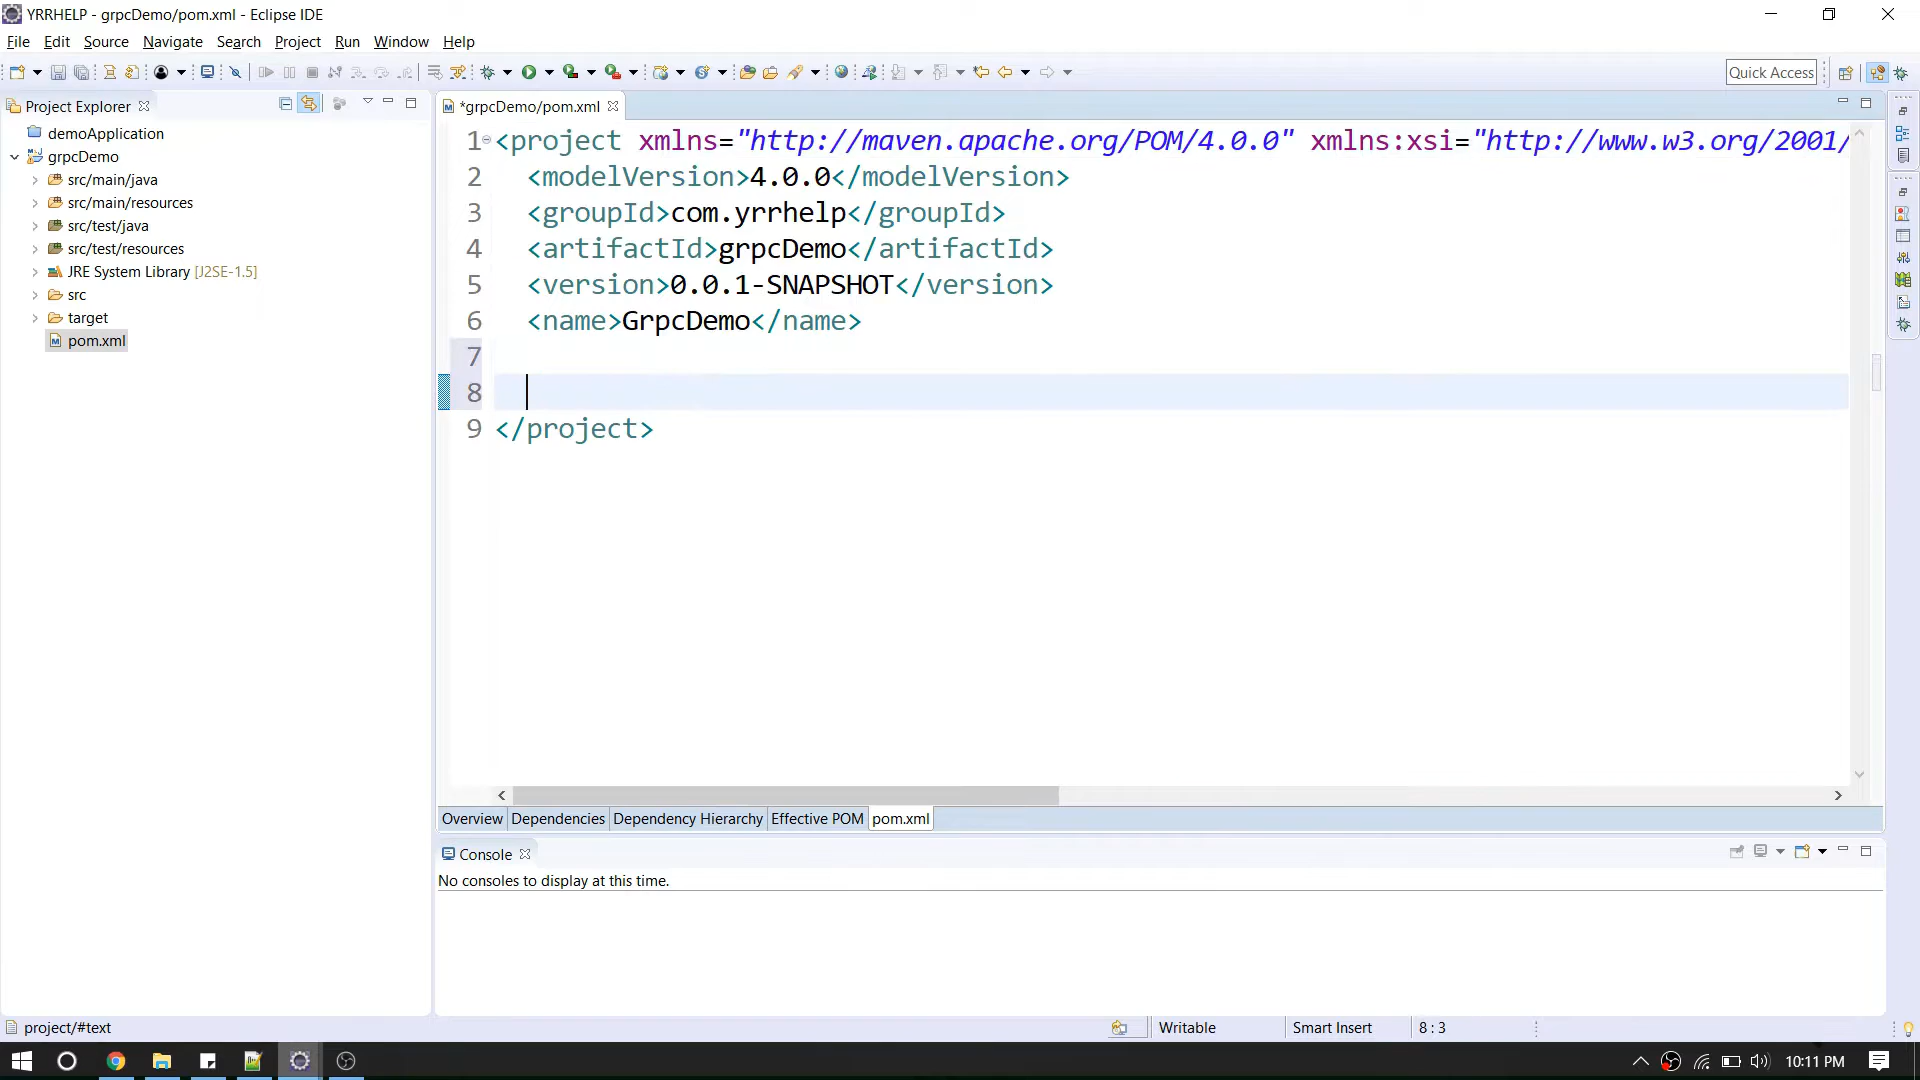 YRRHELP - grpcDemo/pom.xml - Eclipse IDE
File Edit Source Navigate Search Project Run Window Help
Quick Access
Project Explorer
demoApplication
grpcDemo
src/main/java
src/main/resources
src/test/java
src/test/resources
JRE System Library [J2SE-1.5]
src
target
pom.xml
*grpcDemo/pom.xml
1 <project xmlns="http://maven.apache.org/POM/4.0.0" xmlns:xsi="http://www.w3.org/2001/
2 <modelVersion>4.0.0</modelVersion>
3 <groupId>com.yrrhelp</groupId>
4 <artifactId>grpcDemo</artifactId>
5 <version>0.0.1-SNAPSHOT</version>
6 <name>GrpcDemo</name>
7
8
9 </project>
Overview Dependencies Dependency Hierarchy Effective POM pom.xml
Console
No consoles to display at this time.
project/#text Writable Smart Insert 8 : 3
10:11 PM